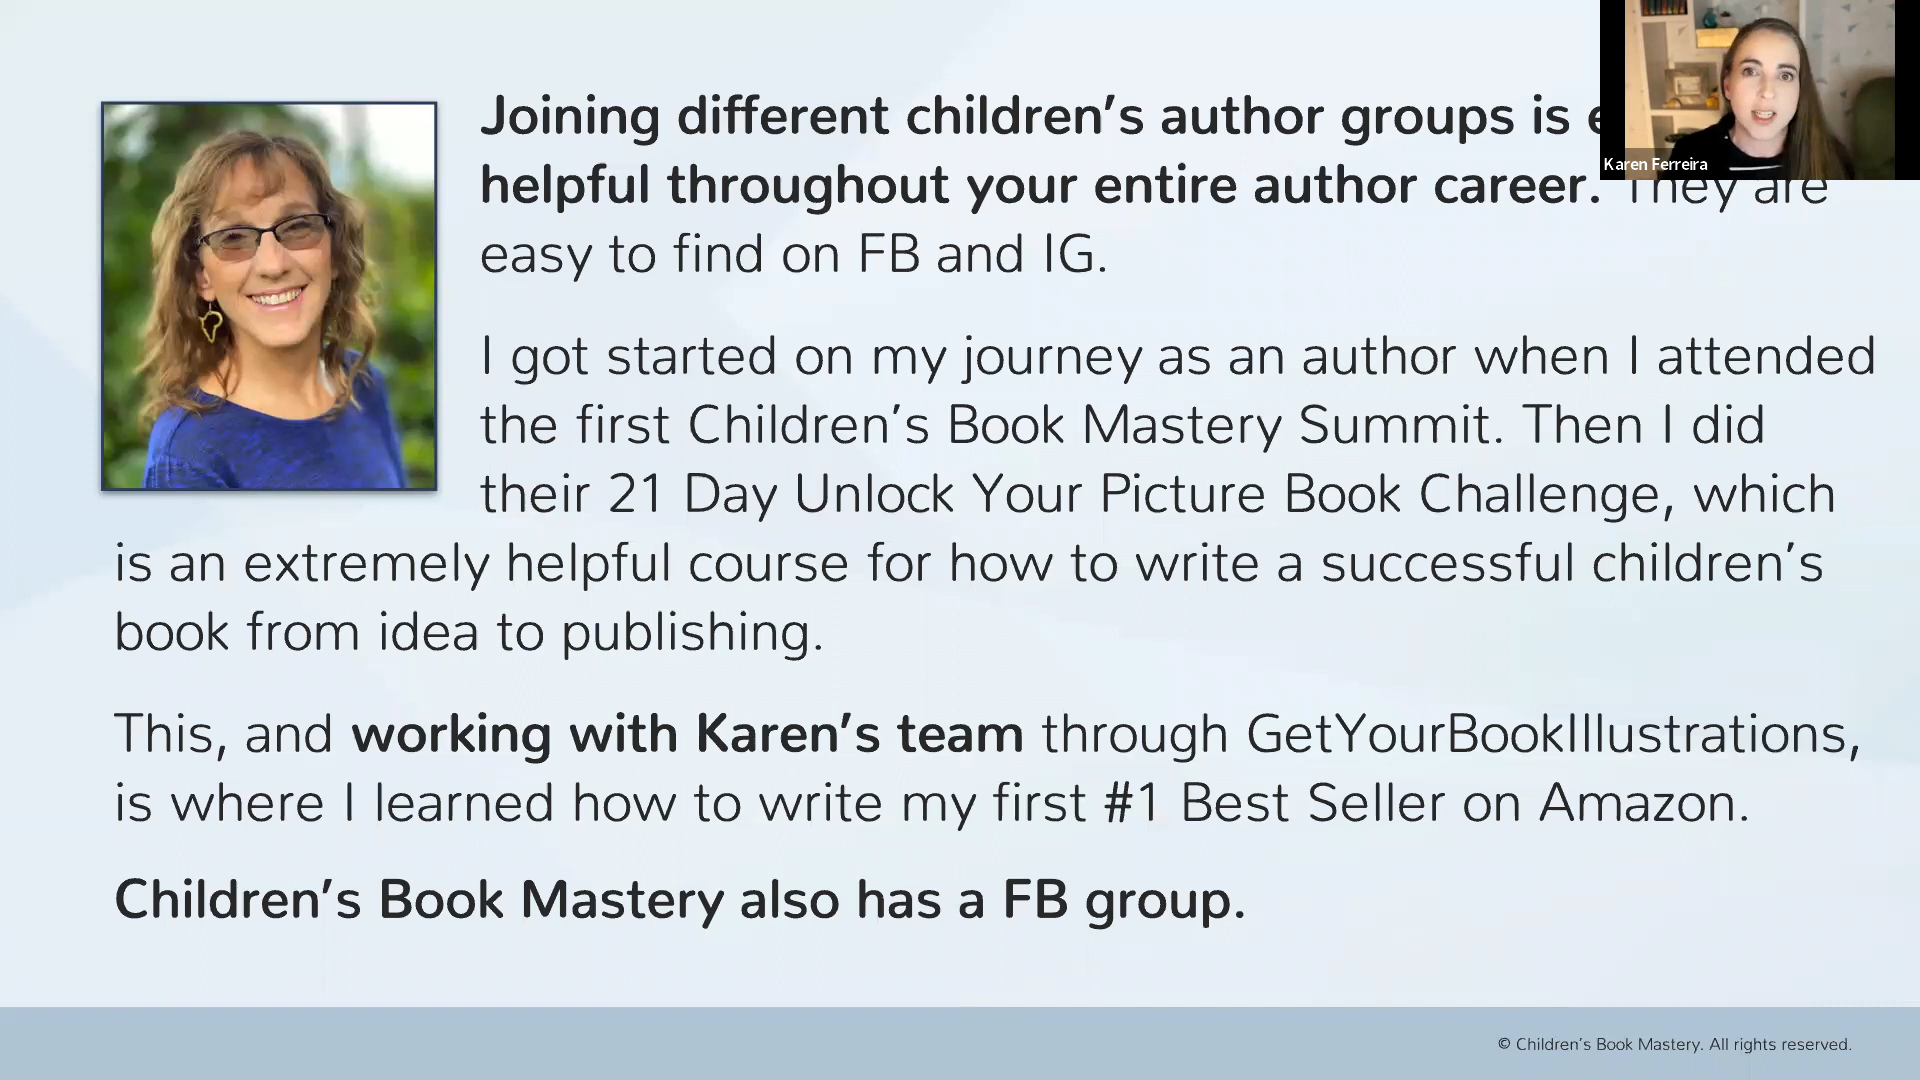 Joining different children's author groups is
helpful throughout your entire author career. They are
easy to find on FB and IG.
I got started on my journey as an author when I attended
the first Children's Book Mastery Summit. Then I did
their 21 Day Unlock Your Picture Book Challenge, which
is an extremely helpful course for how to write a successful children's
book from idea to publishing.
This, and working with Karen's team through GetYourBookIllustrations,
is where I learned how to write my first #1 Best Seller on Amazon.
Children's Book Mastery also has a FB group.
Karen Ferreira
© Children's Book Mastery. All rights reserved.